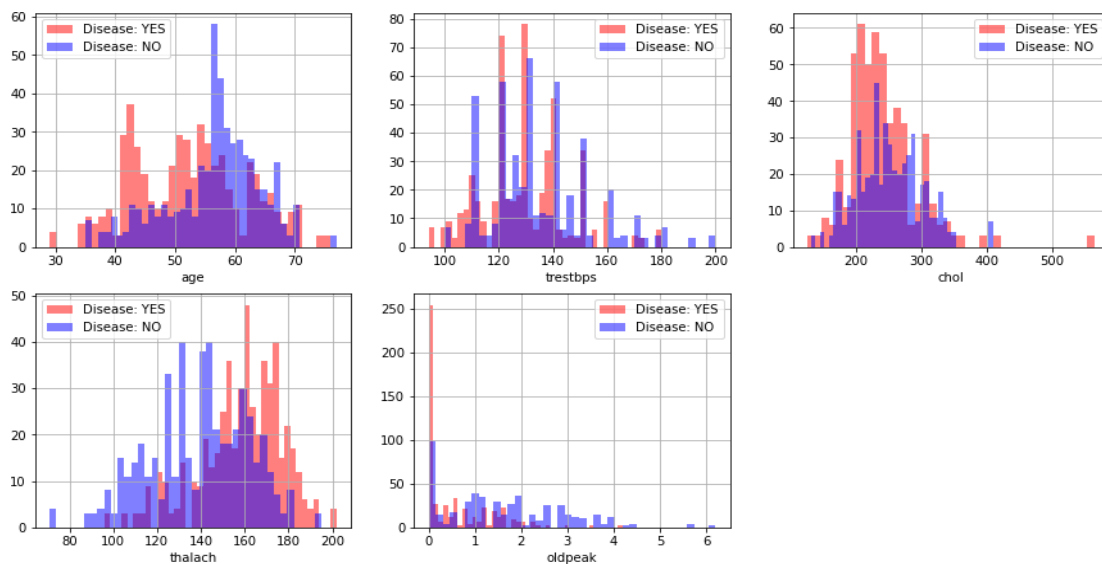 60
50
40
30
20
10
0
Disease: YES
Disease: NO
30 40 50 60 70
age
80
70
60
50
40
30
20
10
0
Disease: YES
Disease: NO
100 120 140 160 180 200
trestbps
60
50
40
30
20
10
0
Disease: YES
Disease: NO
200 300 400 500
chol
50
40
30
20
10
0
Disease: YES
Disease: NO
80 100 120 140 160 180 200
thalach
250
200
150
100
50
0
Disease: YES
Disease: NO
0 1 2 3 4 5 6
oldpeak